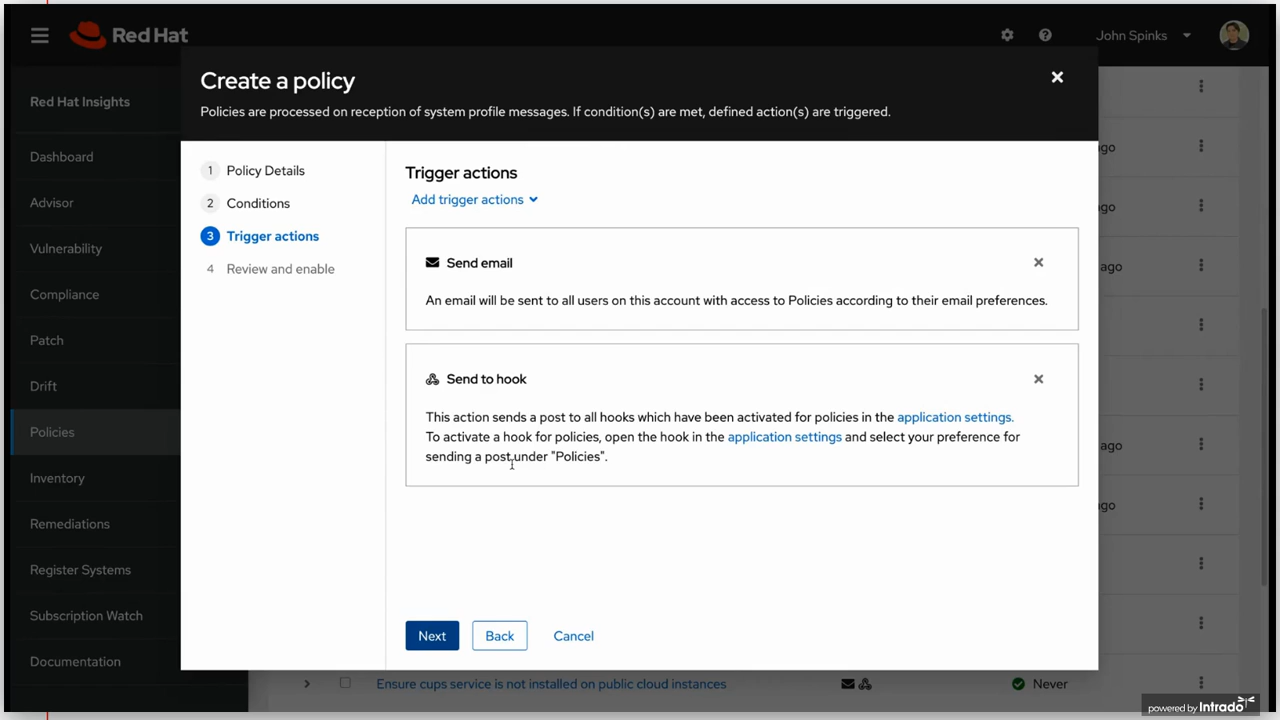 Red Hat
John Spinks
Create a policy
Policies are processed on reception of system profile messages. If condition(s) are met, defined action(s) are triggered.
Red Hat Insights
Dashboard
Advisor
Vulnerability
Compliance
Patch
Drift
Policies
Inventory
Remediations
Register Systems
Subscription Watch
Documentation
1 Policy Details
2 Conditions
3 Trigger actions
4 Review and enable
Trigger actions
Add trigger actions
Send email
An email will be sent to all users on this account with access to Policies according to their email preferences.
Send to hook
This action sends a post to all hooks which have been activated for policies in the application settings.
To activate a hook for policies, open the hook in the application settings and select your preference for
sending a post under "Policies".
Next
Back
Cancel
ago
ago
ago
ago
ago
Ensure cups service is not installed on public cloud instances
Never
powered by Intrado